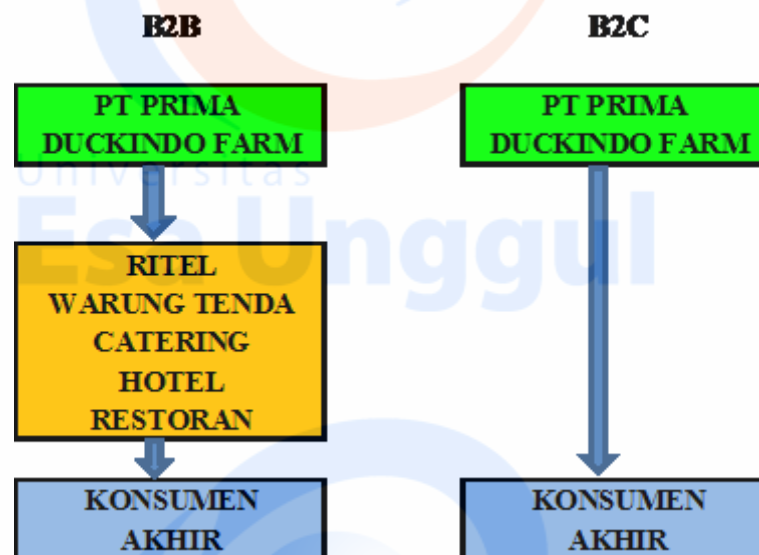 B2B
PT PRIMA
DUCKINDO FARM
RITEL
WARUNG TENDA
CATERING
HOTEL
RESTORAN
KONSUMEN
AKHIR
B2C
PT PRIMA
DUCKINDO FARM
KONSUMEN
AKHIR
Universitas
Esa Unggul